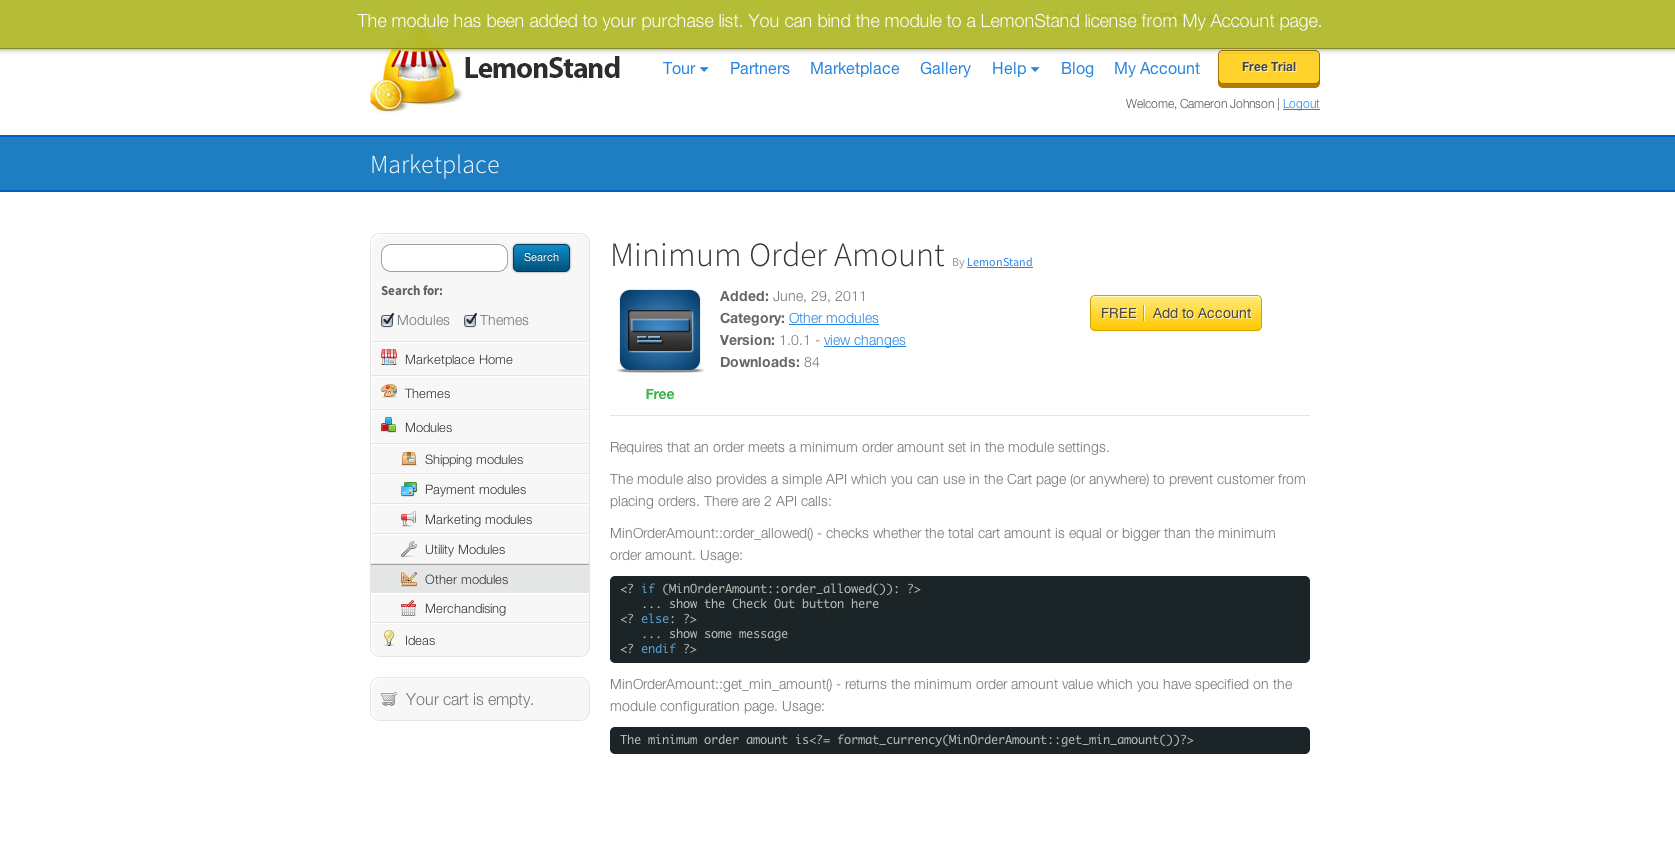 The module has been added to your purchase list. You can bind the module to a LemonStand license from My Account page.
LemonStand
Tour
Partners
Marketplace
Gallery
Help
Blog
My Account
Free Trial
Welcome, Cameron Johnson | Logout
Marketplace
Search
Search for:
Modules Themes
Marketplace Home
Themes
Modules
Shipping modules
Payment modules
Marketing modules
Utility Modules
Other modules
Merchandising
Ideas
Your cart is empty.
Minimum Order Amount By LemonStand
Added: June, 29, 2011
Category: Other modules
Version: 1.0.1 - view changes
Downloads: 84
Free
FREE Add to Account
Requires that an order meets a minimum order amount set in the module settings.
The module also provides a simple API which you can use in the Cart page (or anywhere) to prevent customer from
placing orders. There are 2 API calls:
MinOrderAmount::order_allowed() - checks whether the total cart amount is equal or bigger than the minimum
order amount. Usage:
<? if (MinOrderAmount::order_allowed()): ?>
... show the Check Out button here
<? else: ?>
... show some message
<? endif ?>
MinOrderAmount::get_min_amount() - returns the minimum order amount value which you have specified on the
module configuration page. Usage:
The minimum order amount is<?= format_currency(MinOrderAmount::get_min_amount())?>